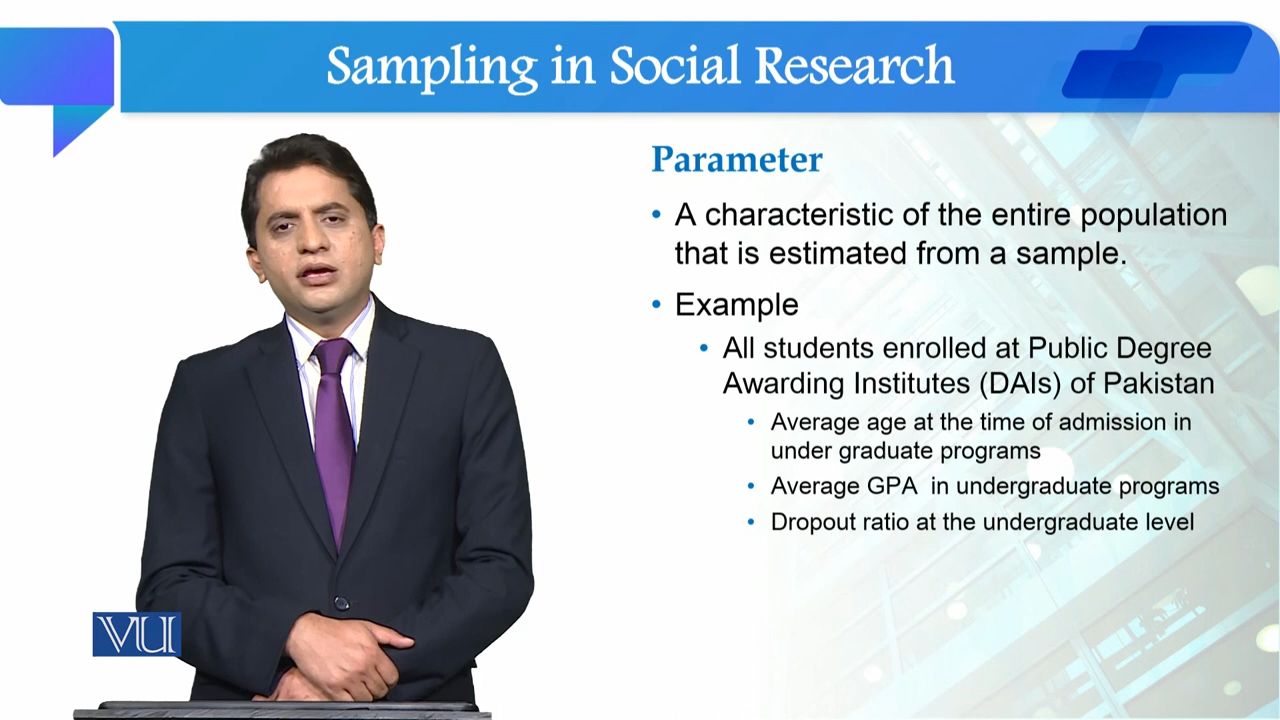 Sampling in Social Research
Parameter
• A characteristic of the entire population
that is estimated from a sample.
• Example
• All students enrolled at Public Degree
Awarding Institutes (DAIs) of Pakistan
• Average age at the time of admission in
under graduate programs
• Average GPA in undergraduate programs
• Dropout ratio at the undergraduate level
VU